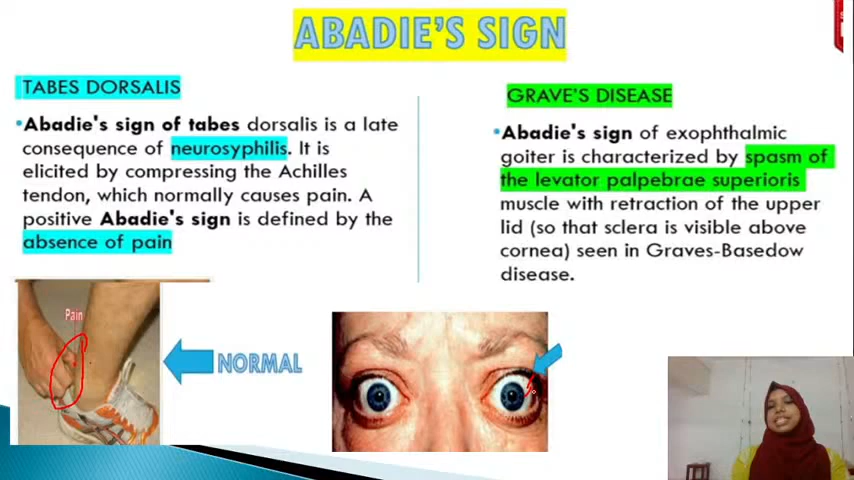 ABADIE'S SIGN
TABES DORSALIS
•Abadie's sign of tabes dorsalis is a late
consequence of neurosyphilis. It is
elicited by compressing the Achilles
tendon, which normally causes pain. A
positive Abadie's sign is defined by the
absence of pain
Pain
NORMAL
GRAVE'S DISEASE
•Abadie's sign of exophthalmic
goiter is characterized by spasm of
the levator palpebrae superioris
muscle with retraction of the upper
lid (so that sclera is visible above
cornea) seen in Graves-Basedow
disease.